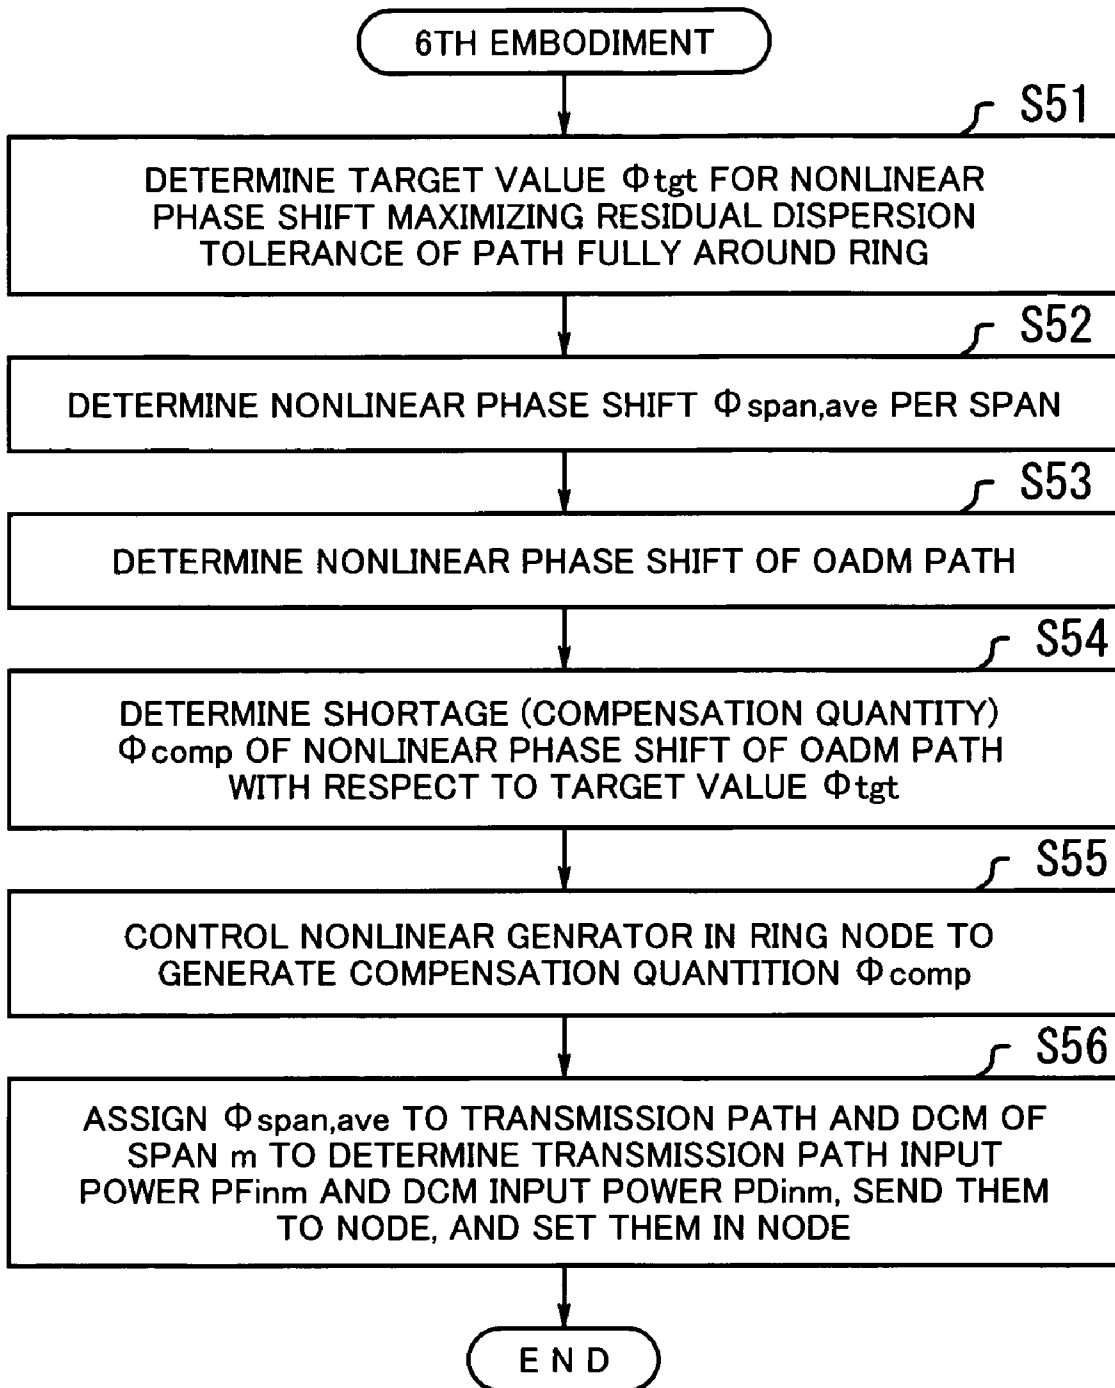 6TH EMBODIMENT
S51
DETERMINE TARGET VALUE Φtgt FOR NONLINEAR
PHASE SHIFT MAXIMIZING RESIDUAL DISPERSION
TOLERANCE OF PATH FULLY AROUND RING
S52
DETERMINE NONLINEAR PHASE SHIFT Φspan,ave PER SPAN
S53
DETERMINE NONLINEAR PHASE SHIFT OF OADM PATH
S54
DETERMINE SHORTAGE (COMPENSATION QUANTITY)
Φcomp OF NONLINEAR PHASE SHIFT OF OADM PATH
WITH RESPECT TO TARGET VALUE Φtgt
S55
CONTROL NONLINEAR GENRATOR IN RING NODE TO
GENERATE COMPENSATION QUANTITION Φcomp
S56
ASSIGN Φspan,ave TO TRANSMISSION PATH AND DCM OF
SPAN m TO DETERMINE TRANSMISSION PATH INPUT
POWER PFinm AND DCM INPUT POWER PDinm, SEND THEM
TO NODE, AND SET THEM IN NODE
END